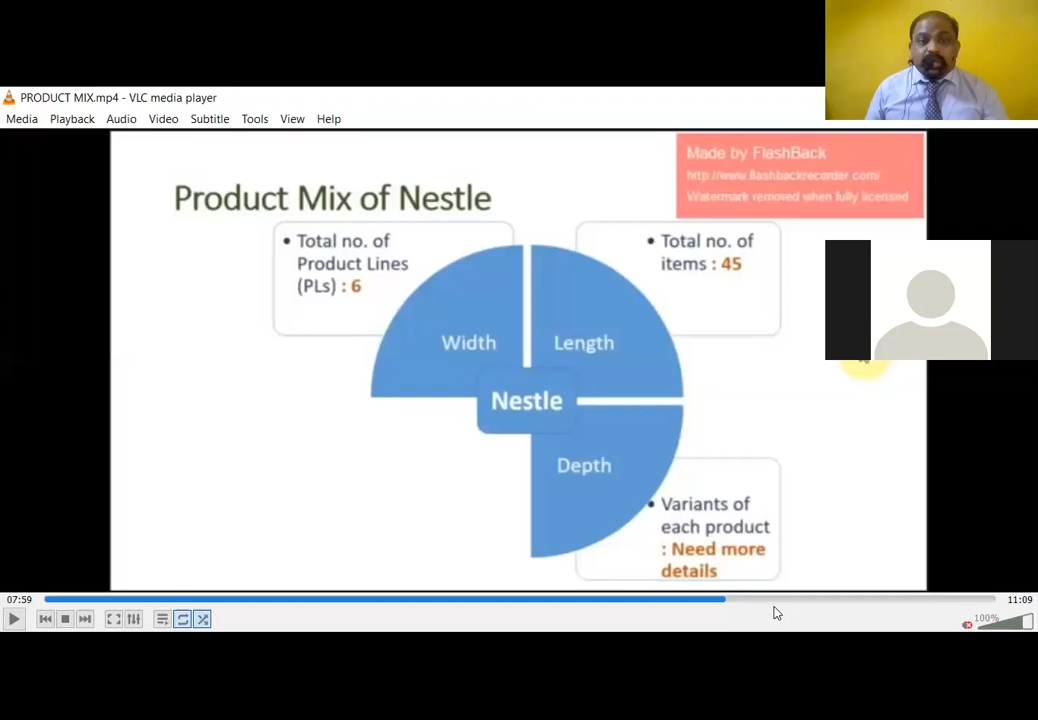 PRODUCT MIX.mp4 - VLC media player
Media Playback Audio Video Subtitle Tools View Help
Made by FlashBack
http://www.flashbackrecorder.com/
Watermark removed when fully licensed
Product Mix of Nestle
• Total no. of
Product Lines
(PLs) : 6
• Total no. of
items : 45
Width
Length
Nestle
Depth
• Variants of
each product
: Need more
details
07:59
11:09
100%